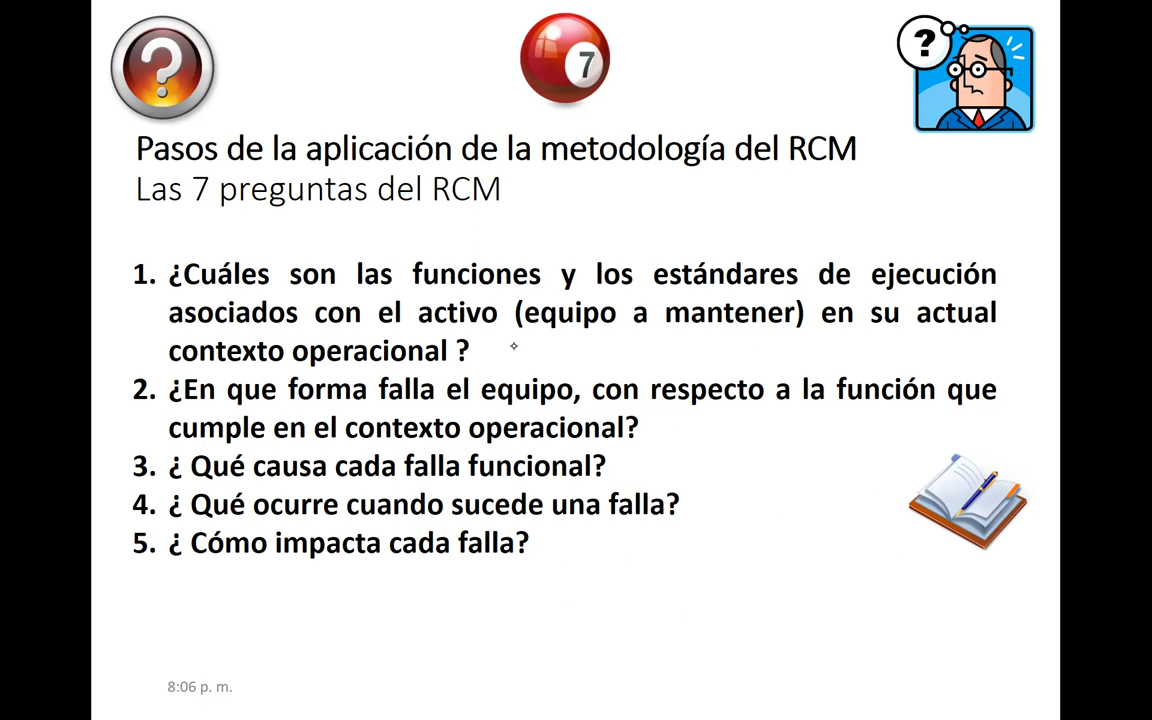 ?
7
?
Pasos de la aplicación de la metodología del RCM
Las 7 preguntas del RCM
1. ¿Cuáles son las funciones y los estándares de ejecución
asociados con el activo (equipo a mantener) en su actual
contexto operacional ?
2. ¿En que forma falla el equipo, con respecto a la función que
cumple en el contexto operacional?
3. ¿ Qué causa cada falla funcional?
4. ¿ Qué ocurre cuando sucede una falla?
5. ¿ Cómo impacta cada falla?
8:06 p. m.